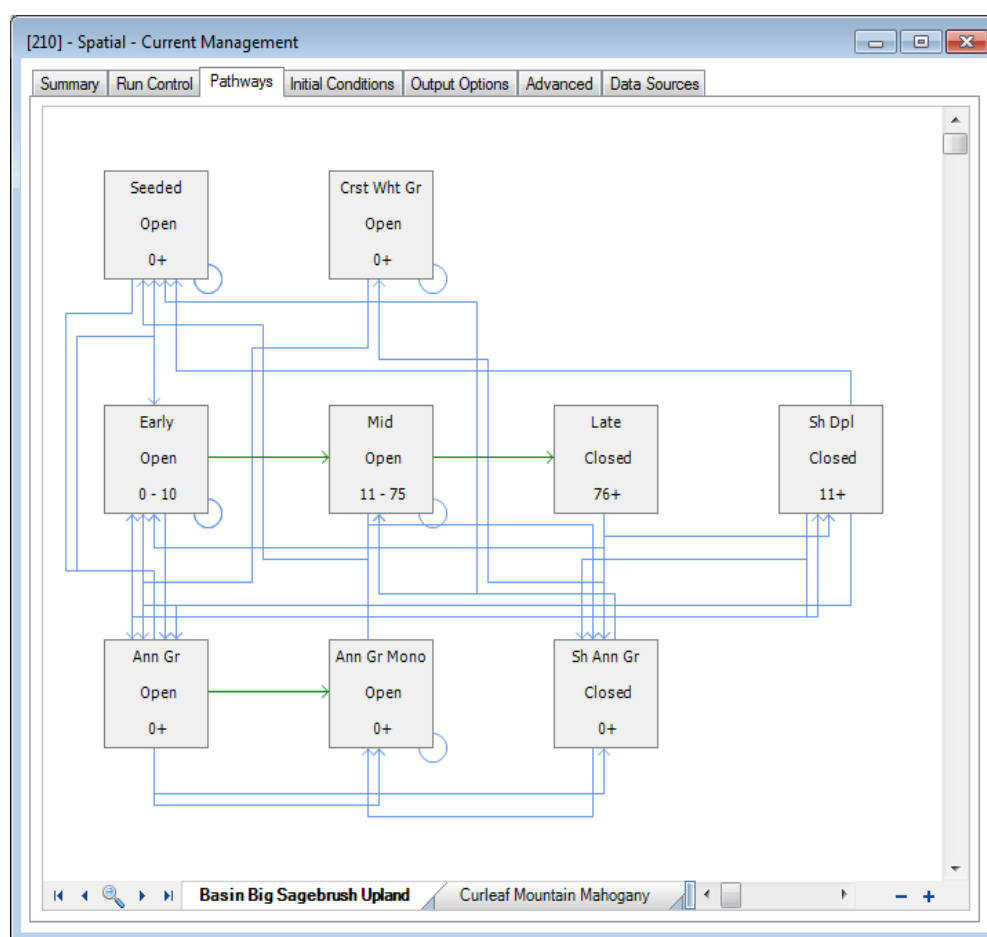 [210] - Spatial - Current Management
Summary Run Control Pathways Initial Conditions Output Options Advanced Data Sources
Seeded
Open
0+
Crst Wht Gr
Open
0+
Early
Open
0 - 10
Mid
Open
11 - 75
Late
Closed
76+
Sh Dpl
Closed
11+
Ann Gr
Open
0+
Ann Gr Mono
Open
0+
Sh Ann Gr
Closed
0+
Basin Big Sagebrush Upland Curleaf Mountain Mahogany